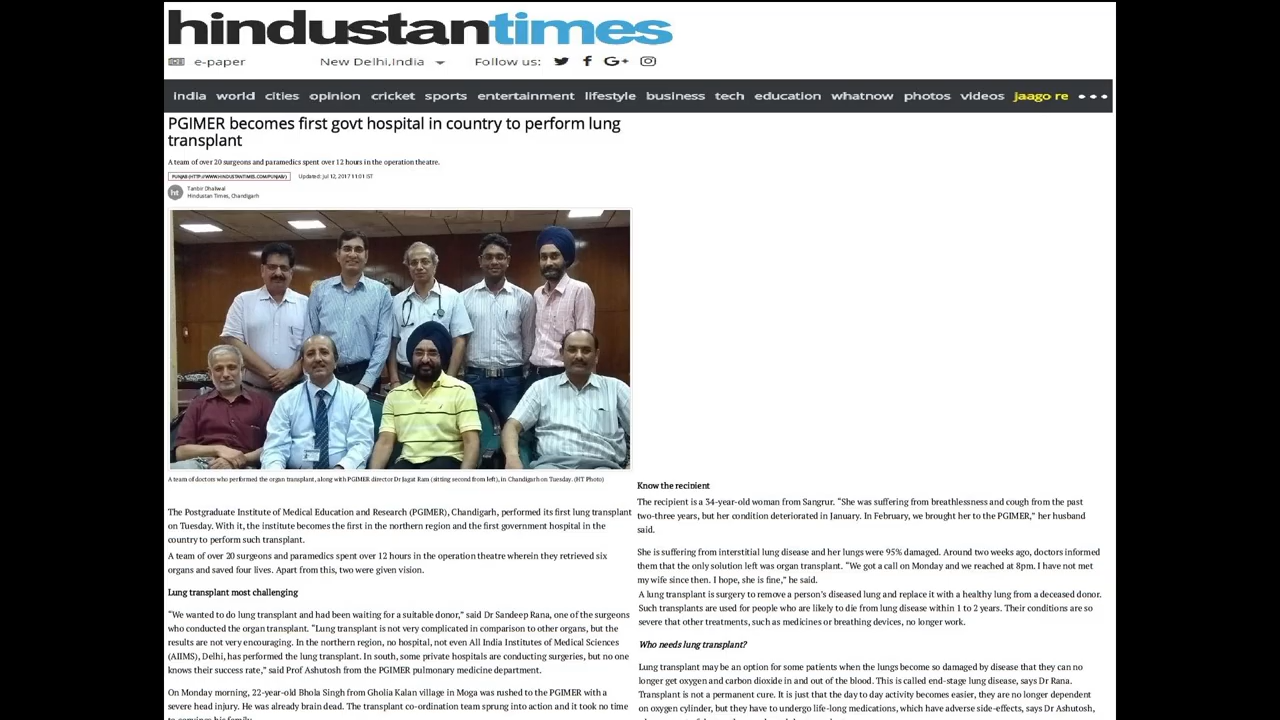 hindustantimes
e-paper New Delhi,India Follow us:
india world cities opinion cricket sports entertainment lifestyle business tech education whatnow photos videos jaago re
PGIMER becomes first govt hospital in country to perform lung
transplant
A team of over 20 surgeons and paramedics spent over 12 hours in the operation theatre.
PUNJAB (HTTP://WWW.HINDUSTANTIMES.COM/PUNJAB/) Updated: Jul 12, 2017 11:01 IST
ht
Tanbir Dhaliwal
Hindustan Times, Chandigarh
A team of doctors who performed the organ transplant, along with PGIMER director Dr Jagat Ram (sitting second from left), in Chandigarh on Tuesday. (HT Photo)
The Postgraduate Institute of Medical Education and Research (PGIMER), Chandigarh, performed its first lung transplant
on Tuesday. With it, the institute becomes the first in the northern region and the first government hospital in the
country to perform such transplant.
A team of over 20 surgeons and paramedics spent over 12 hours in the operation theatre wherein they retrieved six
organs and saved four lives. Apart from this, two were given vision.
Lung transplant most challenging
“We wanted to do lung transplant and had been waiting for a suitable donor,” said Dr Sandeep Rana, one of the surgeons
who conducted the organ transplant. “Lung transplant is not very complicated in comparison to other organs, but the
results are not very encouraging. In the northern region, no hospital, not even All India Institutes of Medical Sciences
(AIIMS), Delhi, has performed the lung transplant. In south, some private hospitals are conducting surgeries, but no one
knows their success rate,” said Prof Ashutosh from the PGIMER pulmonary medicine department.
On Monday morning, 22-year-old Bhola Singh from Gholia Kalan village in Moga was rushed to the PGIMER with a
severe head injury. He was already brain dead. The transplant co-ordination team sprung into action and it took no time
to convince his family.
Know the recipient
The recipient is a 34-year-old woman from Sangrur. “She was suffering from breathlessness and cough from the past
two-three years, but her condition deteriorated in January. In February, we brought her to the PGIMER,” her husband
said.
She is suffering from interstitial lung disease and her lungs were 95% damaged. Around two weeks ago, doctors informed
them that the only solution left was organ transplant. “We got a call on Monday and we reached at 8pm. I have not met
my wife since then. I hope, she is fine,” he said.
A lung transplant is surgery to remove a person’s diseased lung and replace it with a healthy lung from a deceased donor.
Such transplants are used for people who are likely to die from lung disease within 1 to 2 years. Their conditions are so
severe that other treatments, such as medicines or breathing devices, no longer work.
Who needs lung transplant?
Lung transplant may be an option for some patients when the lungs become so damaged by disease that they can no
longer get oxygen and carbon dioxide in and out of the blood. This is called end-stage lung disease, says Dr Rana.
Transplant is not a permanent cure. It is just that the day to day activity becomes easier, they are no longer dependent
on oxygen cylinder, but they have to undergo life-long medications, which have adverse side-effects, says Dr Ashutosh,